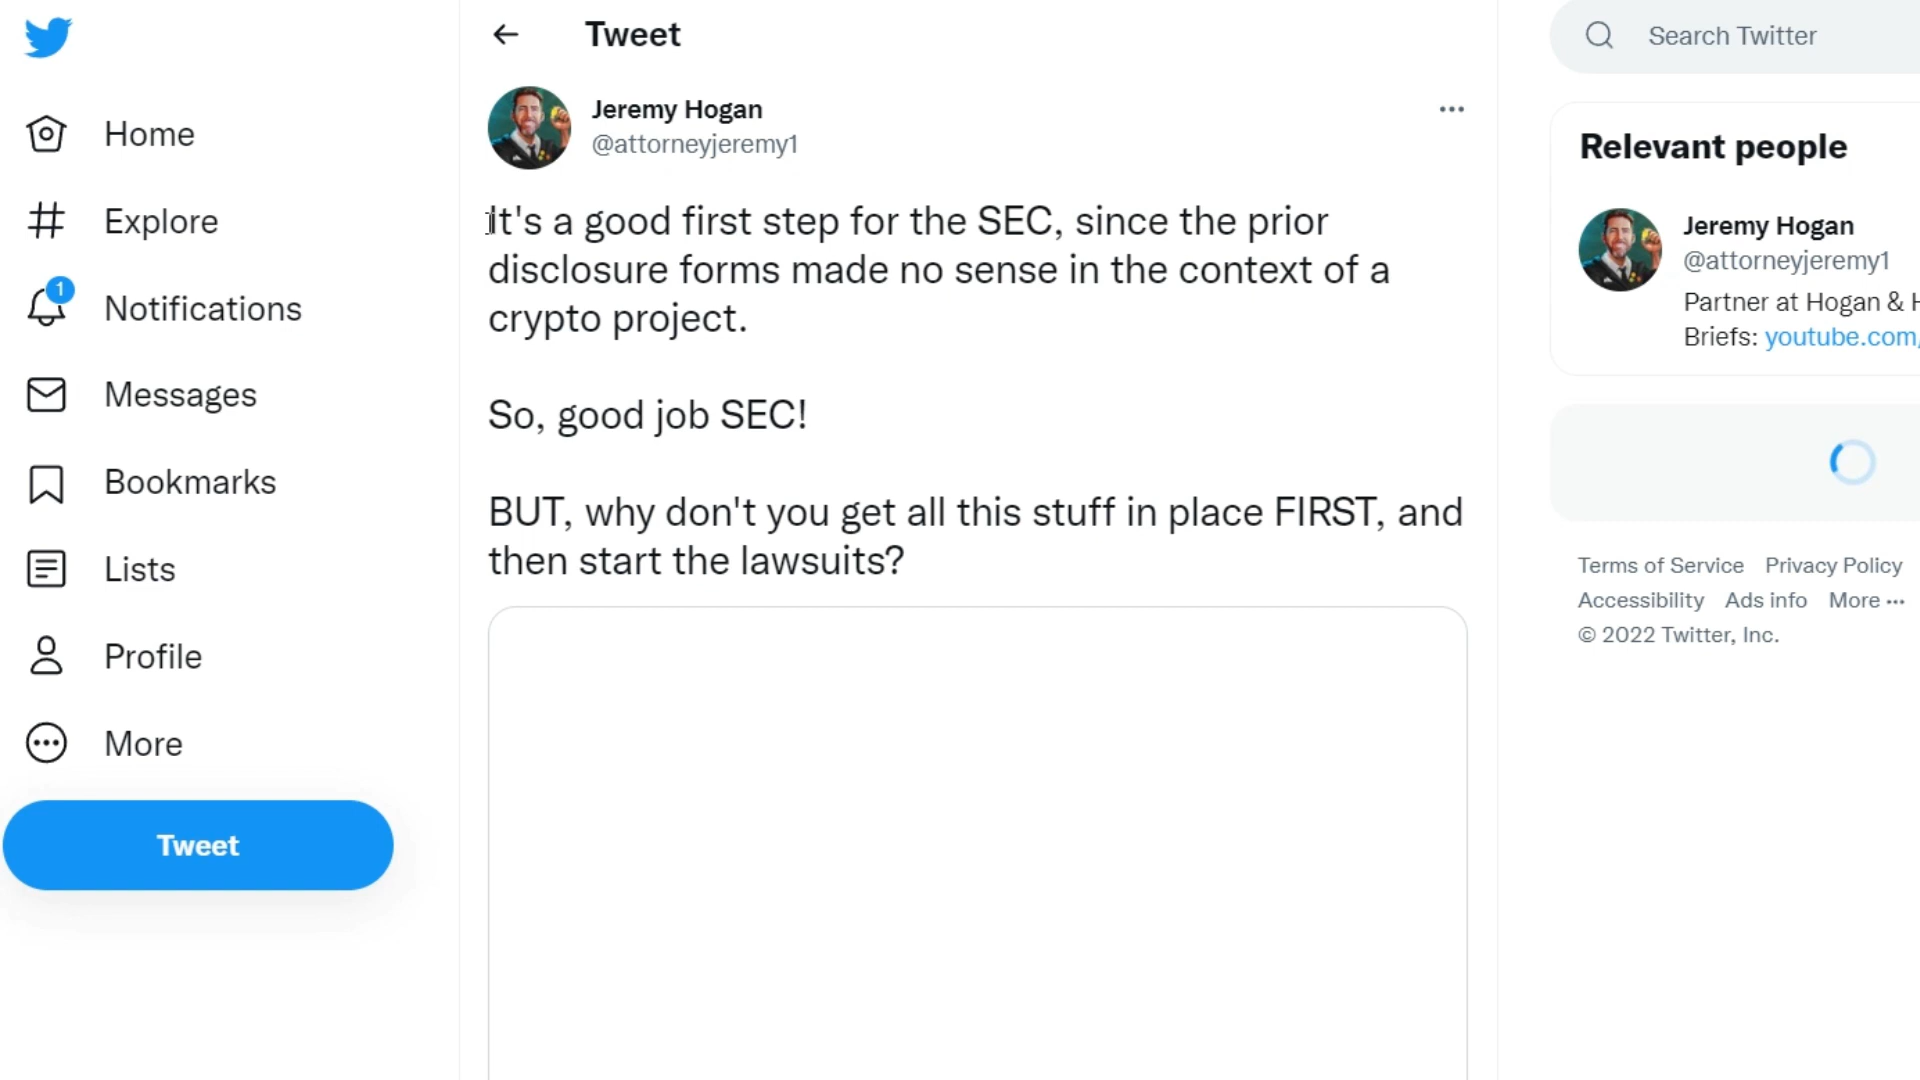 Home
Explore
1
Notifications
Messages
Bookmarks
Lists
Profile
More
Tweet
Tweet
Jeremy Hogan
@attorneyjeremy1
It's a good first step for the SEC, since the prior
disclosure forms made no sense in the context of a
crypto project.
So, good job SEC!
BUT, why don't you get all this stuff in place FIRST, and
then start the lawsuits?
Search Twitter
Relevant people
Jeremy Hogan
@attorneyjeremy1
Partner at Hogan & H
Briefs: youtube.com/
Terms of Service Privacy Policy
Accessibility Ads info More ···
© 2022 Twitter, Inc.